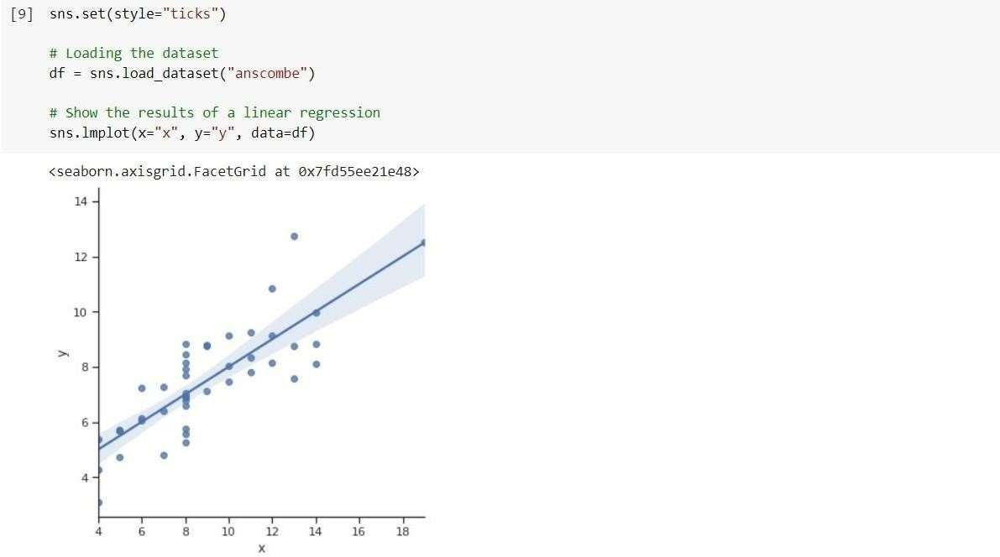 [9] sns.set(style="ticks")
# Loading the dataset
df = sns.load_dataset("anscombe")
# Show the results of a linear regression
sns.lmplot(x="x", y="y", data=df)
<seaborn.axisgrid.FacetGrid at 0x7fd55ee21e48>
14
12
10
y
8
6
4
4 6 8 10 12 14 16 18
x